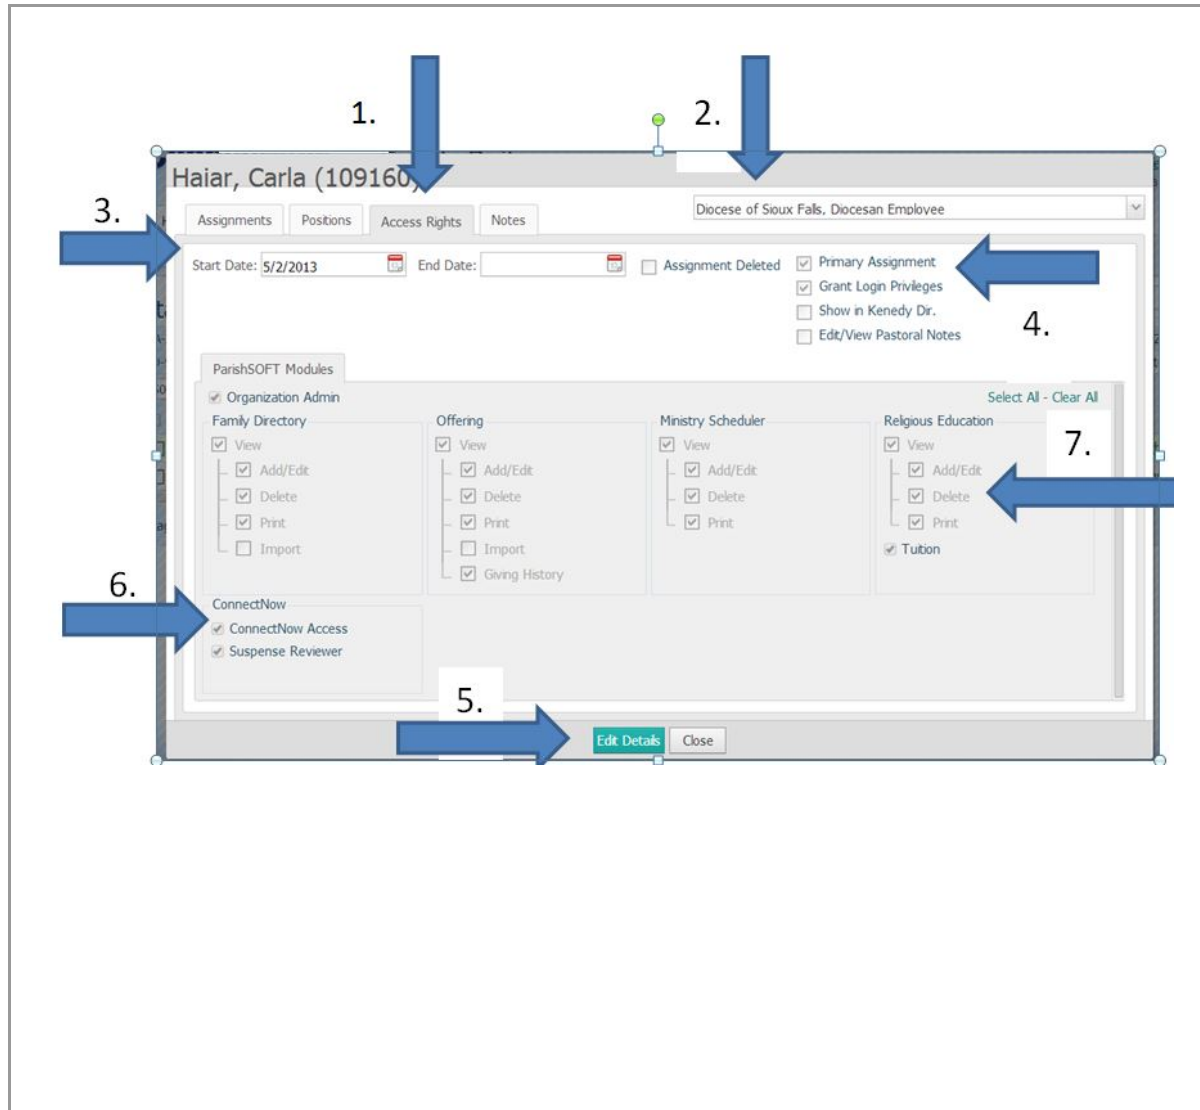 1.
2.
Haiar, Carla (109160)
3.
Assignments Positions Access Rights Notes
Diocese of Sioux Falls, Diocesan Employee
Start Date: 5/2/2013 End Date: Assignment Deleted Primary Assignment
Grant Login Privileges
Show in Kenedy Dir.
4.
Edit/View Pastoral Notes
ParishSOFT Modules
Organization Admin Select All - Clear All
Family Directory Offering Ministry Scheduler Religious Education
7.
View View View View
Add/Edit Add/Edit Add/Edit Add/Edit
Delete Delete Delete Delete
Print Print Print Print
Import Import Tuition
Giving History
6.
ConnectNow
ConnectNow Access
Suspense Reviewer
5.
Edit Details Close